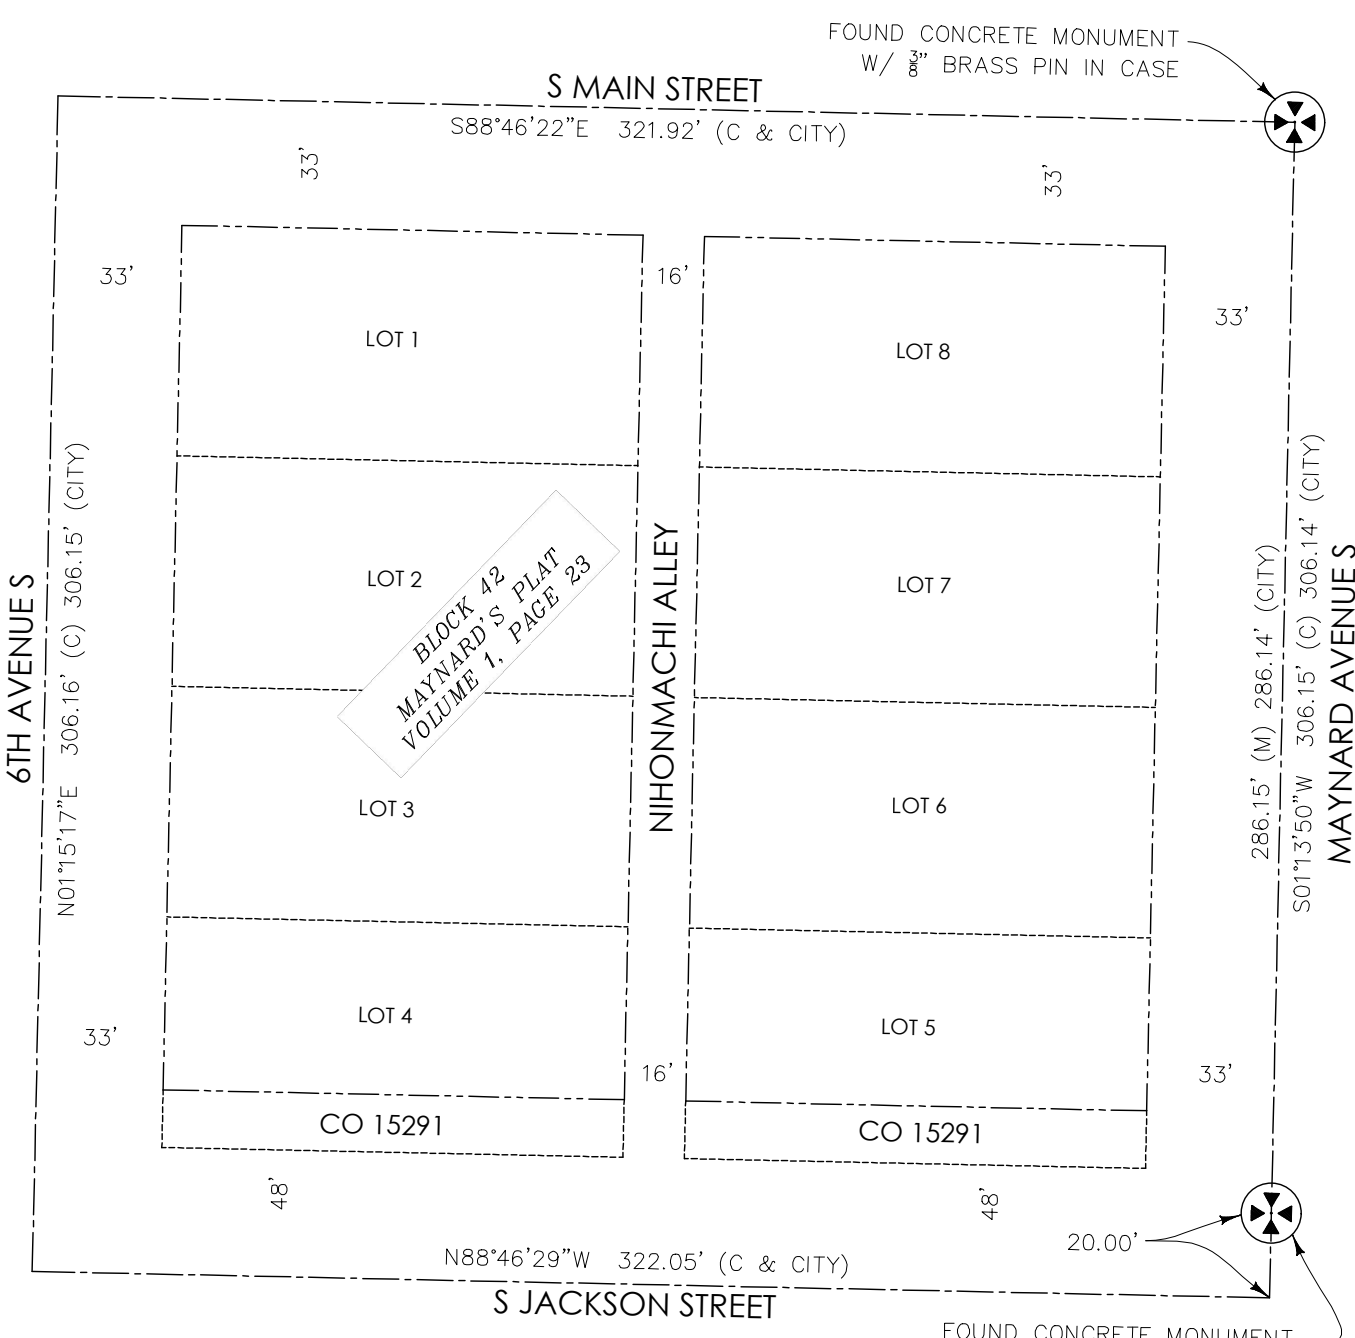 FOUND CONCRETE MONUMENT
W/ 3/8" BRASS PIN IN CASE
S MAIN STREET
S88°46'22"E 321.92' (C & CITY)
33'
33'
33'
16'
33'
LOT 1
LOT 8
6TH AVENUE S
N01°15'17"E 306.16' (C) 306.15' (CITY)
LOT 2
BLOCK 42
MAYNARD'S PLAT
VOLUME 1, PAGE 23
NIHONMACHI ALLEY
LOT 7
286.15' (M) 286.14' (CITY)
S01°13'50"W 306.15' (C) 306.14' (CITY)
MAYNARD AVENUE S
LOT 3
LOT 6
LOT 4
LOT 5
33'
16'
33'
CO 15291
CO 15291
48'
48'
20.00'
N88°46'29"W 322.05' (C & CITY)
S JACKSON STREET
FOUND CONCRETE MONUMENT